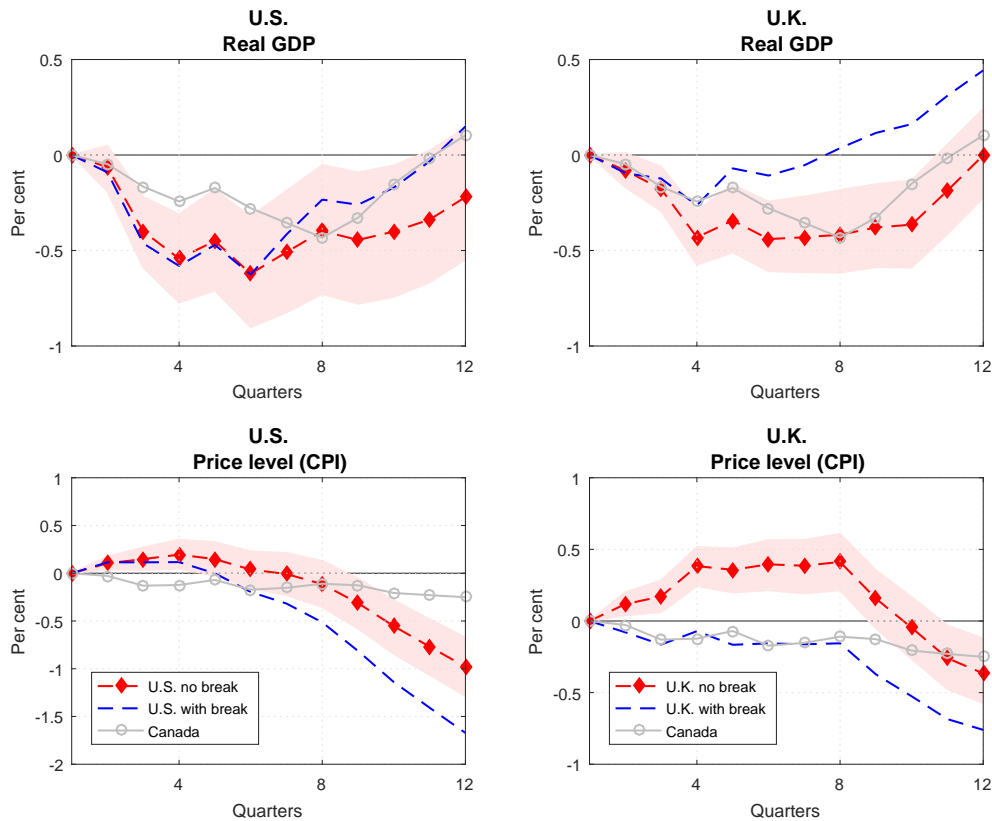 U.S.
Real GDP
Per cent
0.5
0
-0.5
-1
4
8
12
Quarters
U.K.
Real GDP
Per cent
0.5
0
-0.5
-1
4
8
12
Quarters
U.S.
Price level (CPI)
Per cent
1
0.5
0
-0.5
-1
-1.5
-2
4
8
12
Quarters
U.S. no break
U.S. with break
Canada
U.K.
Price level (CPI)
Per cent
1
0.5
0
-0.5
-1
4
8
12
Quarters
U.K. no break
U.K. with break
Canada